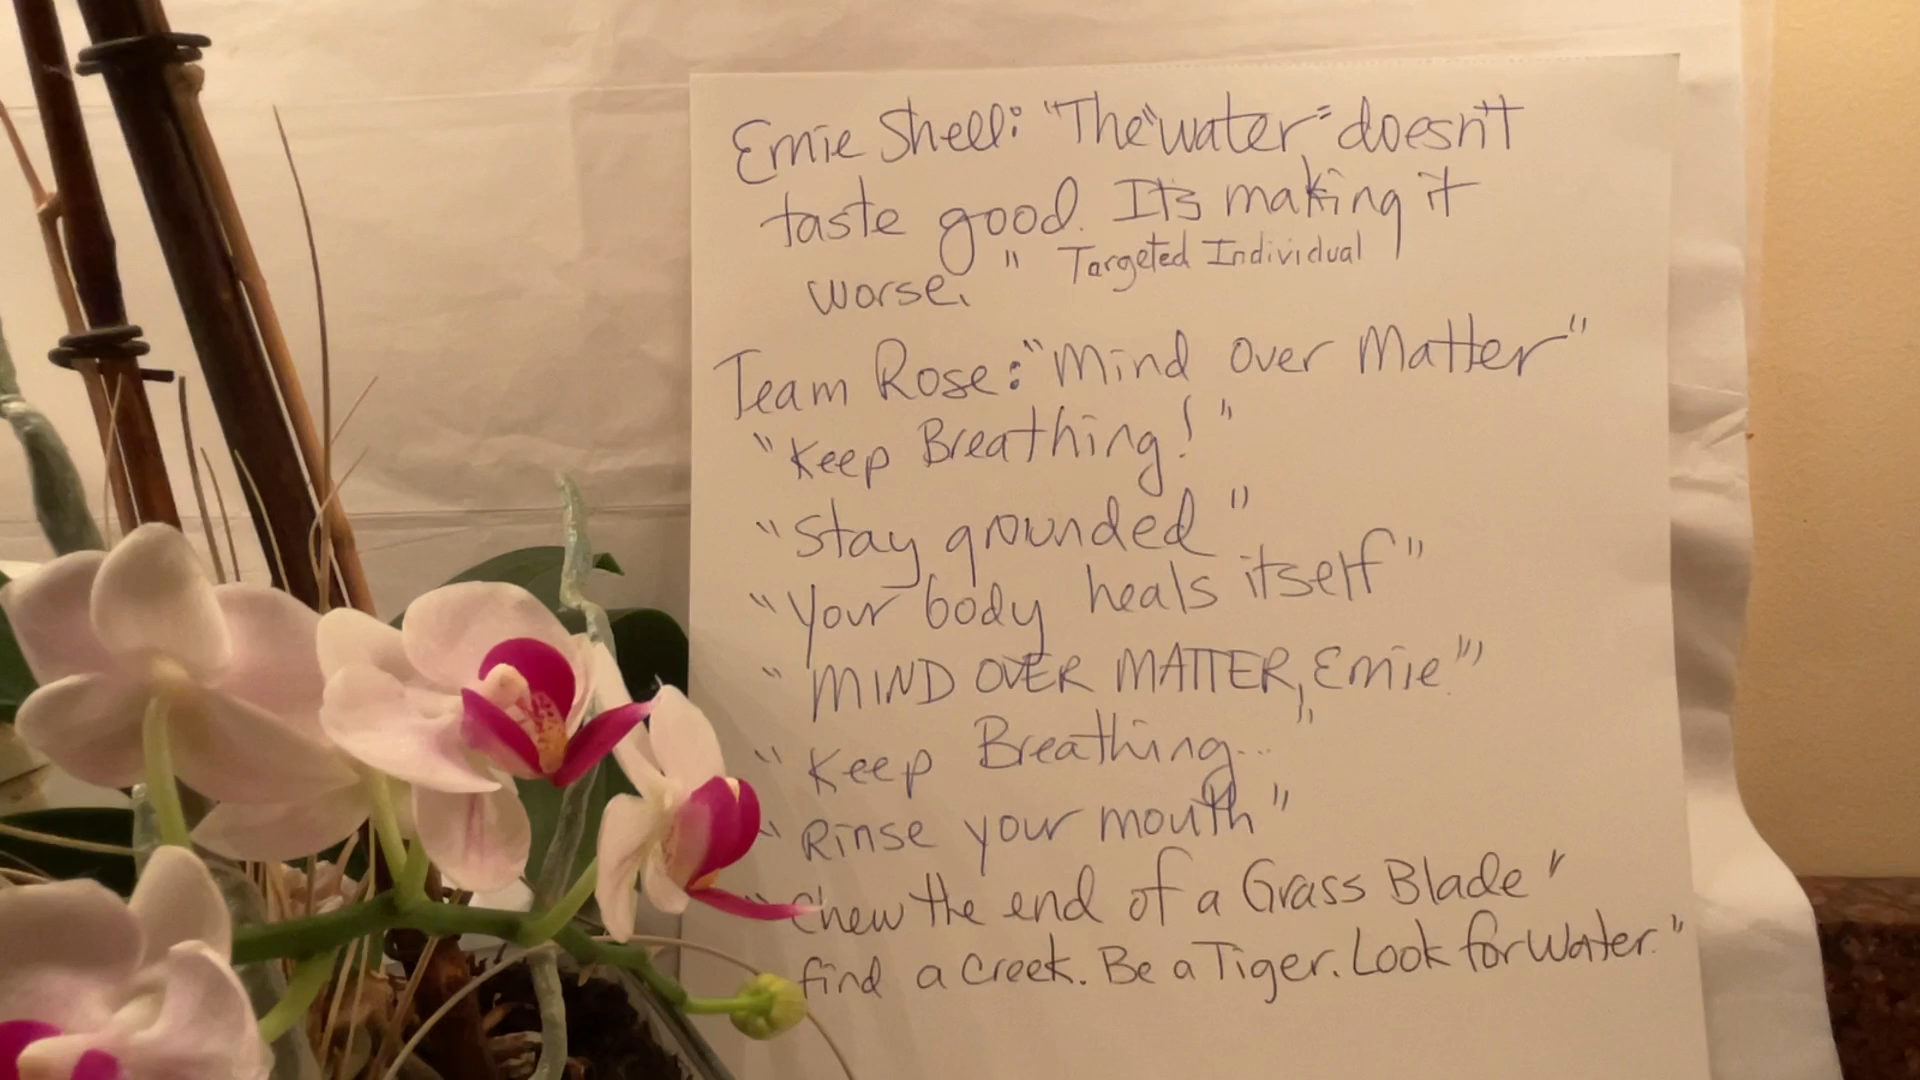 Ernie Shell: "The "water" doesn't
taste good. It's making it
worse. " Targeted Individual
Team Rose: "Mind Over Matter"
"Keep Breathing!"
"Stay grounded"
"Your body heals itself"
"MIND OVER MATTER, Ernie."
"Keep Breathing..."
"Rinse your mouth"
"Chew the end of a Grass Blade"
find a creek. Be a Tiger. Look for Water."